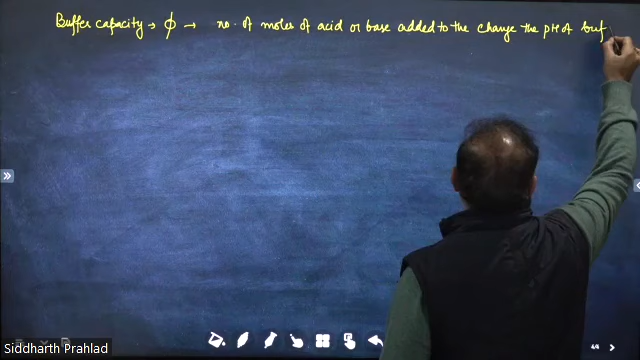 Buffer capacity → ϕ → no. of moles of acid or base added to the change the pH of buf
44
Siddharth Prahlad